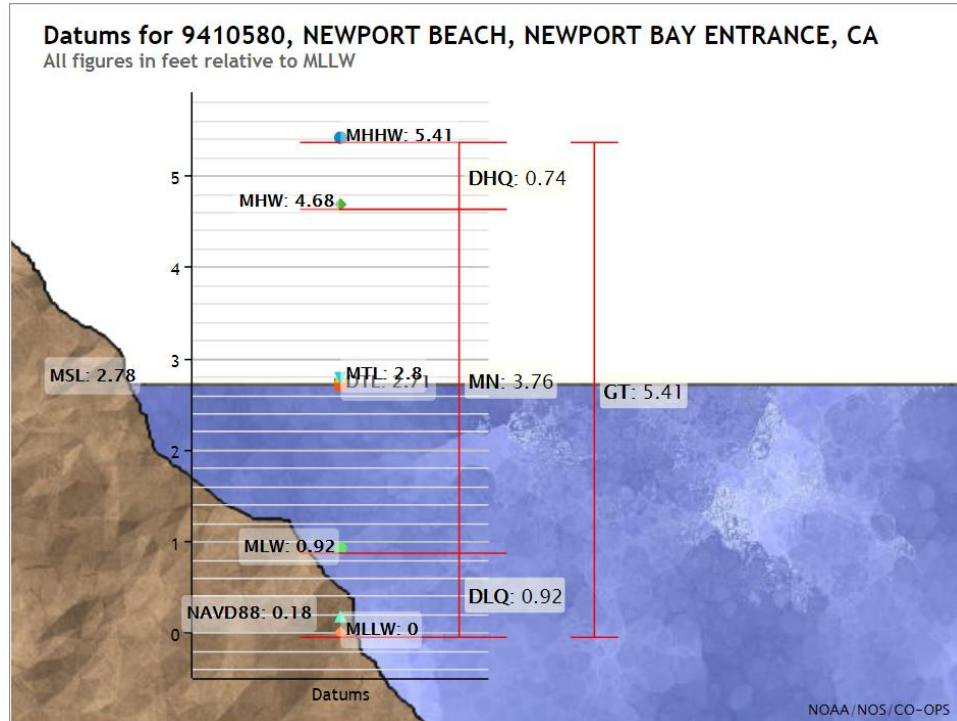 Datums for 9410580, NEWPORT BEACH, NEWPORT BAY ENTRANCE, CA
All figures in feet relative to MLLW
MHHW: 5.41
DHQ: 0.74
5
MHW: 4.68
4
3
MTL: 2.8
MSL: 2.78
DTL: 2.71
MN: 3.76
GT: 5.41
2
1
MLW: 0.92
DLQ: 0.92
NAVD88: 0.18
MLLW: 0
0
Datums
NOAA/NOS/CO-OPS